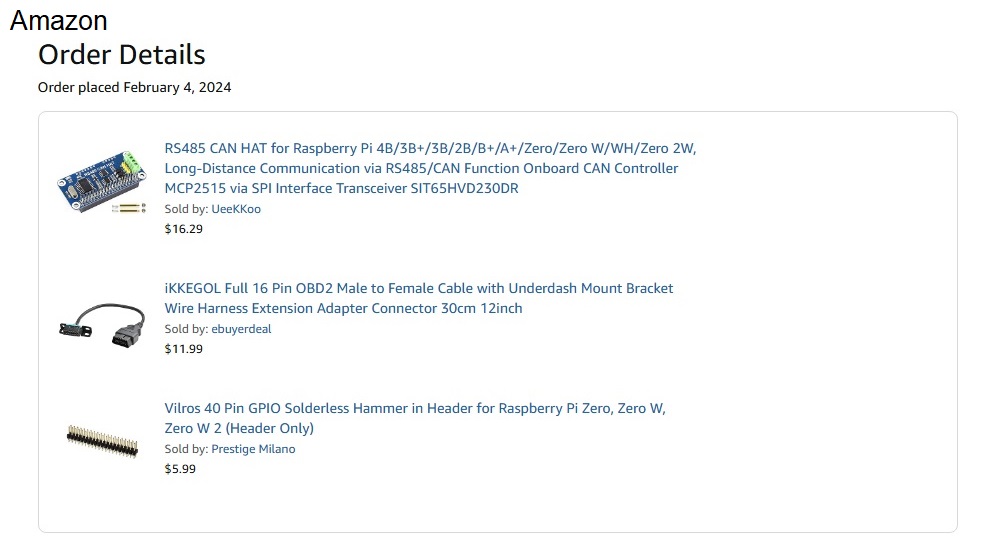 Amazon
Order Details
Order placed February 4, 2024
RS485 CAN HAT for Raspberry Pi 4B/3B+/3B/2B/B+/A+/Zero/Zero W/WH/Zero 2W,
Long-Distance Communication via RS485/CAN Function Onboard CAN Controller
MCP2515 via SPI Interface Transceiver SIT65HVD230DR
Sold by: UeeKKoo
$16.29
iKKEGOL Full 16 Pin OBD2 Male to Female Cable with Underdash Mount Bracket
Wire Harness Extension Adapter Connector 30cm 12inch
Sold by: ebuyerdeal
$11.99
Vilros 40 Pin GPIO Solderless Hammer in Header for Raspberry Pi Zero, Zero W,
Zero W 2 (Header Only)
Sold by: Prestige Milano
$5.99